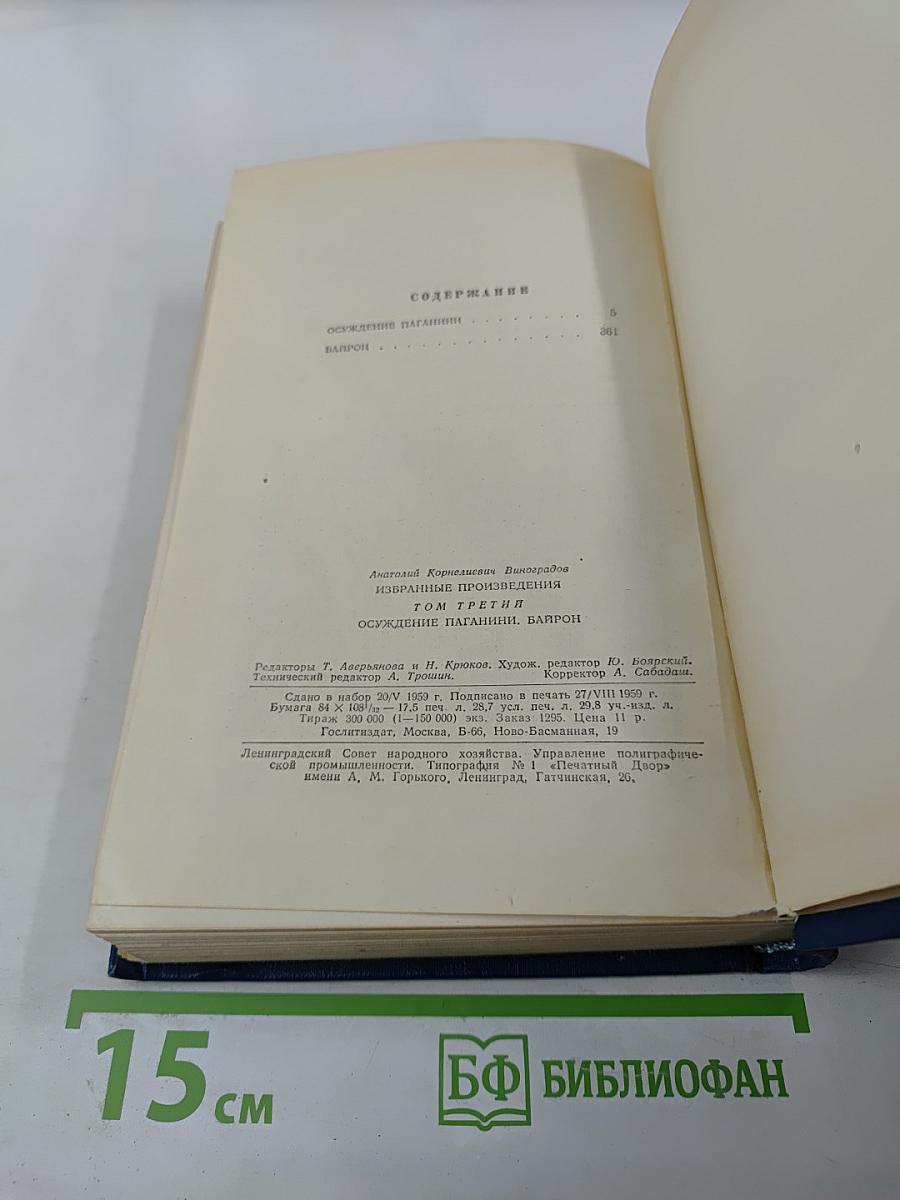 СОДЕРЖАНИЕ
ОСУЖДЕНИЕ ПАГАНИНИ . . . . . . . . 5
БАЙРОН . . . . . . . . . . . . . . 361
Анатолий Корнелиевич Виноградов
ИЗБРАННЫЕ ПРОИЗВЕДЕНИЯ
ТОМ ТРЕТИЙ
ОСУЖДЕНИЕ ПАГАНИНИ. БАЙРОН
Редакторы Т. Аверьянова и Н. Крюков. Худож. редактор Ю. Боярский.
Технический редактор А. Трошин. Корректор А. Сабадаш.
Сдано в набор 20/V 1959 г. Подписано в печать 27/VIII 1959 г.
Бумага 84 × 108¹/₃₂ — 17,5 печ л. 28,7 усл. печ. л. 29,8 уч.-изд. л.
Тираж 300 000 (1—150 000) экз. Заказ 1295. Цена 11 р.
Гослитиздат, Москва, Б-66, Ново-Басманная, 19
Ленинградский Совет народного хозяйства. Управление полиграфиче-
ской промышленности. Типография № 1 «Печатный Двор»
имени А. М. Горького, Ленинград, Гатчинская, 26.
15 см
БФ БИБЛИОФАН